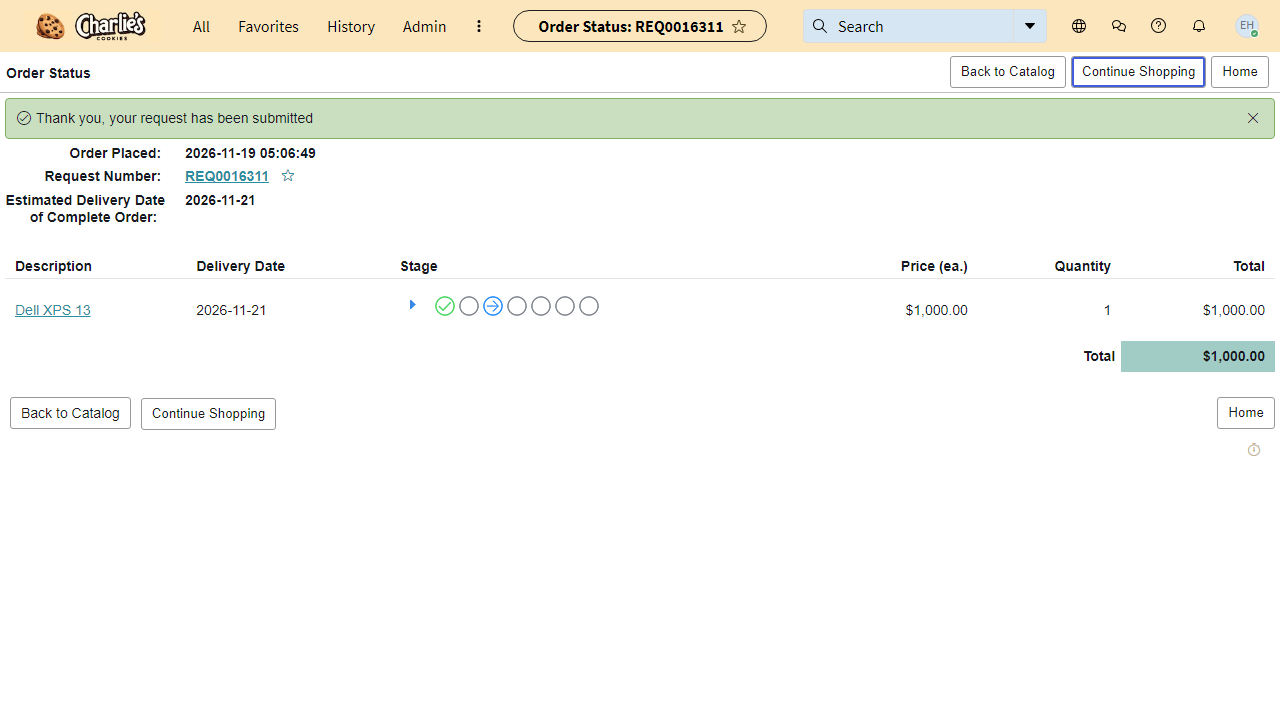 Charlie's
COOKIES
All
Favorites
History
Admin
Order Status: REQ0016311
Search
EH
Order Status
Back to Catalog
Continue Shopping
Home
Thank you, your request has been submitted
Order Placed: 2026-11-19 05:06:49
Request Number: REQ0016311
Estimated Delivery Date 2026-11-21
of Complete Order:
Description Delivery Date Stage Price (ea.) Quantity Total
Dell XPS 13 2026-11-21 $1,000.00 1 $1,000.00
Total $1,000.00
Back to Catalog
Continue Shopping
Home